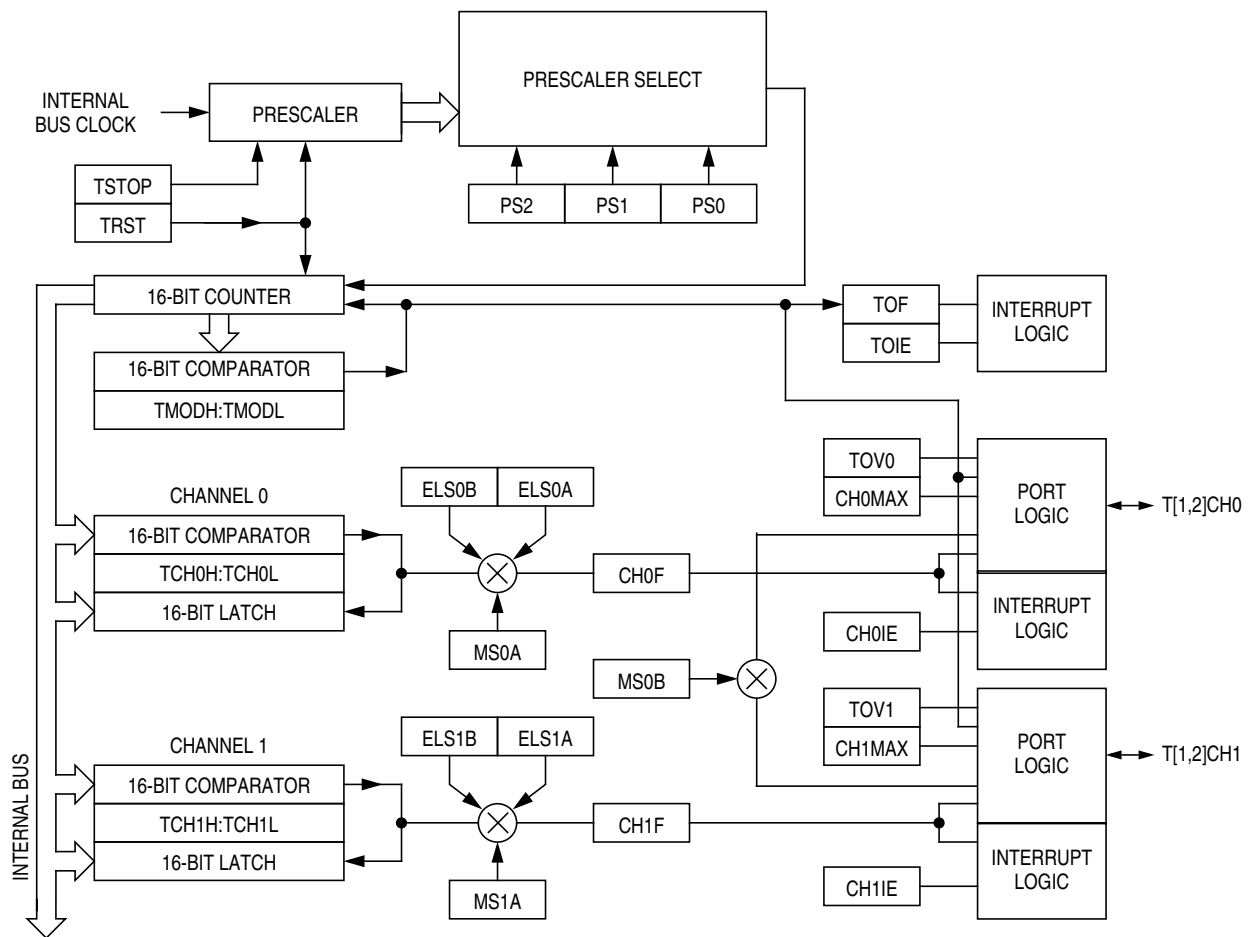 PRESCALER SELECT
INTERNAL
BUS CLOCK
PRESCALER
TSTOP
TRST
PS2
PS1
PS0
16-BIT COUNTER
16-BIT COMPARATOR
TMODH:TMODL
TOF
TOIE
INTERRUPT
LOGIC
CHANNEL 0
16-BIT COMPARATOR
TCH0H:TCH0L
16-BIT LATCH
ELS0B
ELS0A
MS0A
CH0F
TOV0
CH0MAX
PORT
LOGIC
T[1,2]CH0
CH0IE
INTERRUPT
LOGIC
MS0B
CHANNEL 1
16-BIT COMPARATOR
TCH1H:TCH1L
16-BIT LATCH
ELS1B
ELS1A
MS1A
CH1F
TOV1
CH1MAX
PORT
LOGIC
T[1,2]CH1
CH1IE
INTERRUPT
LOGIC
INTERNAL BUS